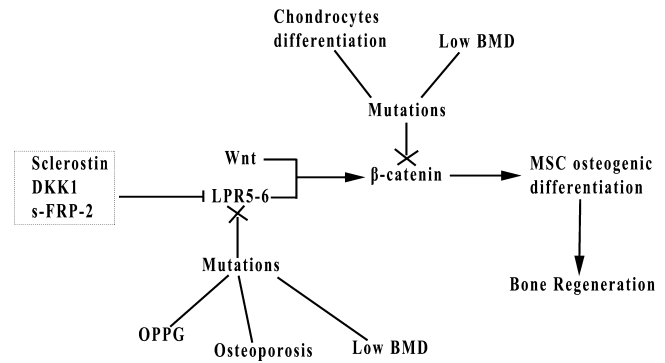 Chondrocytes
differentiation
Low BMD
Mutations
Wnt
Sclerostin
DKK1
s-FRP-2
LPR5-6
β-catenin
MSC osteogenic
differentiation
Mutations
Bone Regeneration
OPPG
Osteoporosis
Low BMD